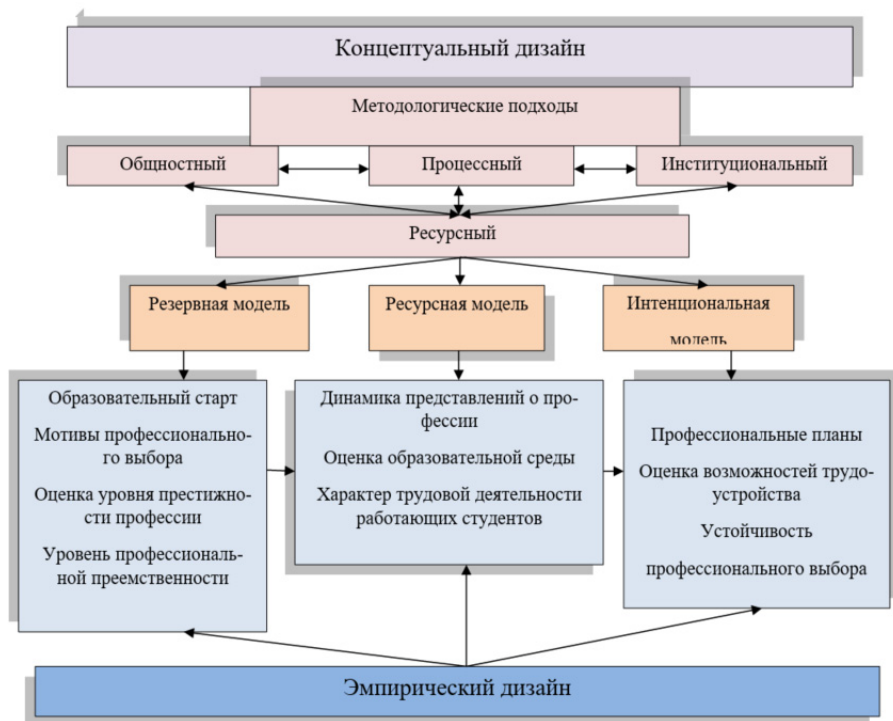 Концептуальный дизайн
Методологические подходы
Общностный
Процессный
Институциональный
Ресурсный
Резервная модель
Ресурсная модель
Интенциональная
модель
Образовательный старт
Мотивы профессионально-
го выбора
Оценка уровня престижно-
сти профессии
Уровень профессиональ-
ной преемственности
Динамика представлений о про-
фессии
Оценка образовательной среды
Характер трудовой деятельности
работающих студентов
Профессиональные планы
Оценка возможностей трудо-
устройства
Устойчивость
профессионального выбора
Эмпирический дизайн